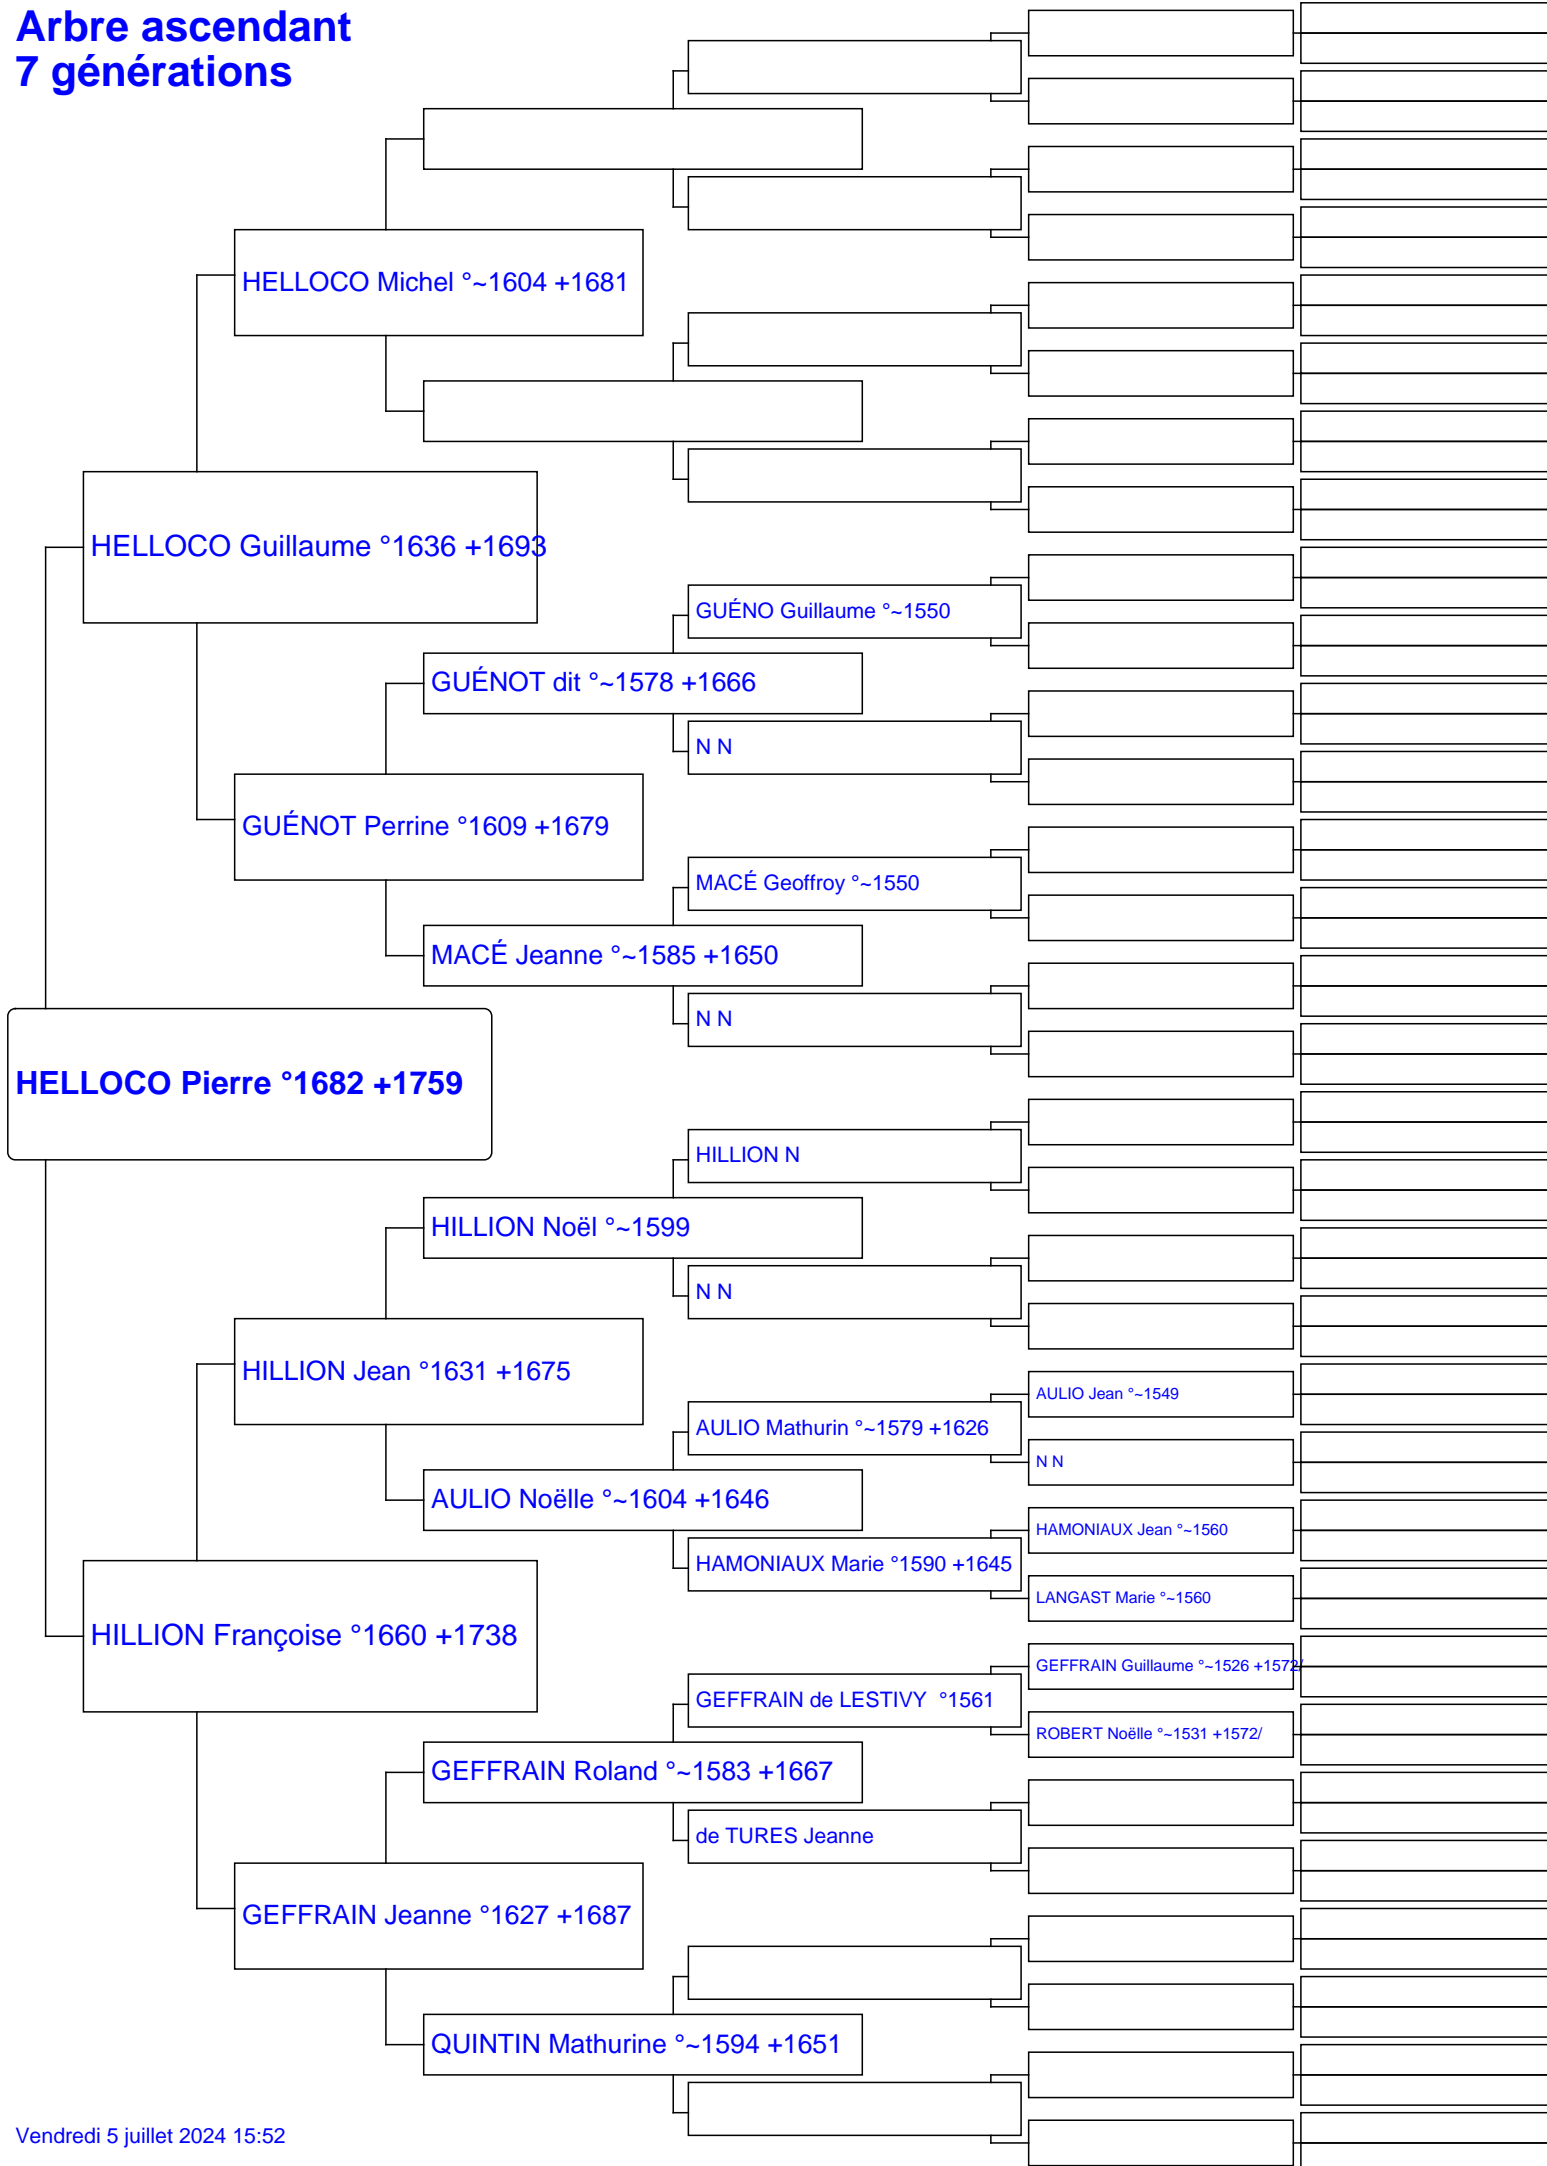 Arbre ascendant
7 générations
HELLOCO Michel °~1604 +1681
HELLOCO Guillaume °1636 +1693
GUÉNO Guillaume °~1550
GUÉNOT dit °~1578 +1666
N N
GUÉNOT Perrine °1609 +1679
MACÉ Geoffroy °~1550
MACÉ Jeanne °~1585 +1650
N N
HELLOCO Pierre °1682 +1759
HILLION N
HILLION Noël °~1599
N N
HILLION Jean °1631 +1675
AULIO Jean °~1549
AULIO Mathurin °~1579 +1626
N N
AULIO Noëlle °~1604 +1646
HAMONIAUX Jean °~1560
HAMONIAUX Marie °1590 +1645
LANGAST Marie °~1560
HILLION Françoise °1660 +1738
GEFFRAIN Guillaume °~1526 +1572/
GEFFRAIN de LESTIVY  °1561
ROBERT Noëlle °~1531 +1572/
GEFFRAIN Roland °~1583 +1667
de TURES Jeanne
GEFFRAIN Jeanne °1627 +1687
QUINTIN Mathurine °~1594 +1651
Vendredi 5 juillet 2024 15:52